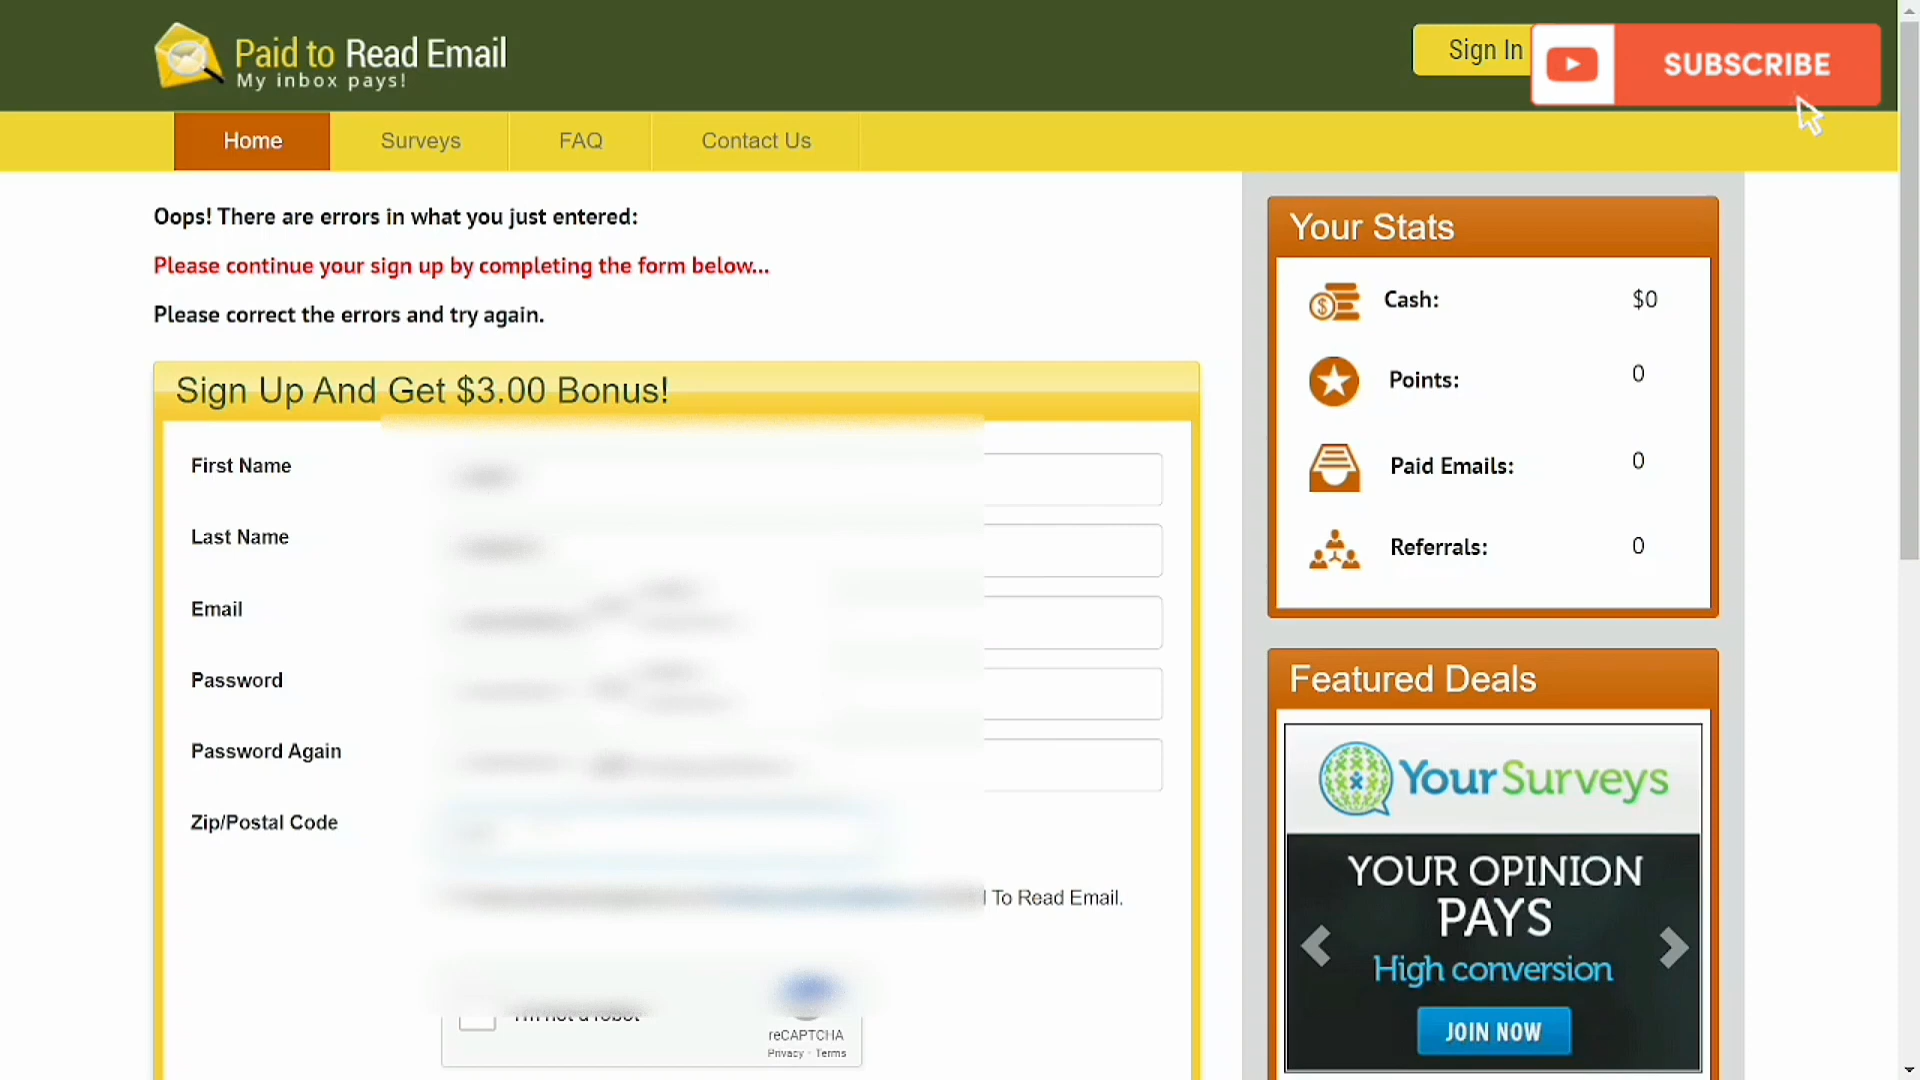 Paid to Read Email
My inbox pays!
Sign In
SUBSCRIBE
Home
Surveys
FAQ
Contact Us
Oops! There are errors in what you just entered:
Please continue your sign up by completing the form below...
Please correct the errors and try again.
Sign Up And Get $3.00 Bonus!
First Name
Last Name
Email
Password
Password Again
Zip/Postal Code
To Read Email.
I'm not a robot
reCAPTCHA
Privacy - Terms
Your Stats
Cash: $0
Points: 0
Paid Emails: 0
Referrals: 0
Featured Deals
YourSurveys
YOUR OPINION
PAYS
High conversion
JOIN NOW